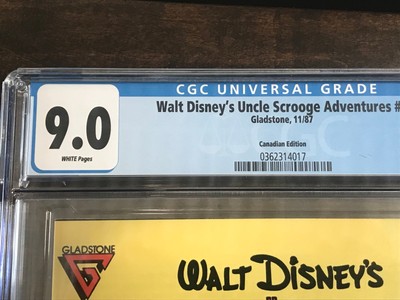 CGC UNIVERSAL GRADE
9.0
WHITE Pages
Walt Disney's Uncle Scrooge Adventures #
Gladstone, 11/87
Canadian Edition
0362314017
GLADSTONE
WALT DISNEY'S